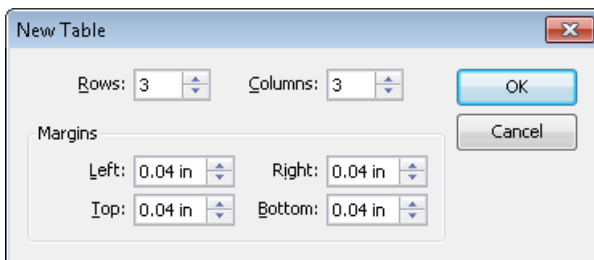 New Table
Rows: 3 Columns: 3 OK
Cancel
Margins
Left: 0.04 in Right: 0.04 in
Top: 0.04 in Bottom: 0.04 in